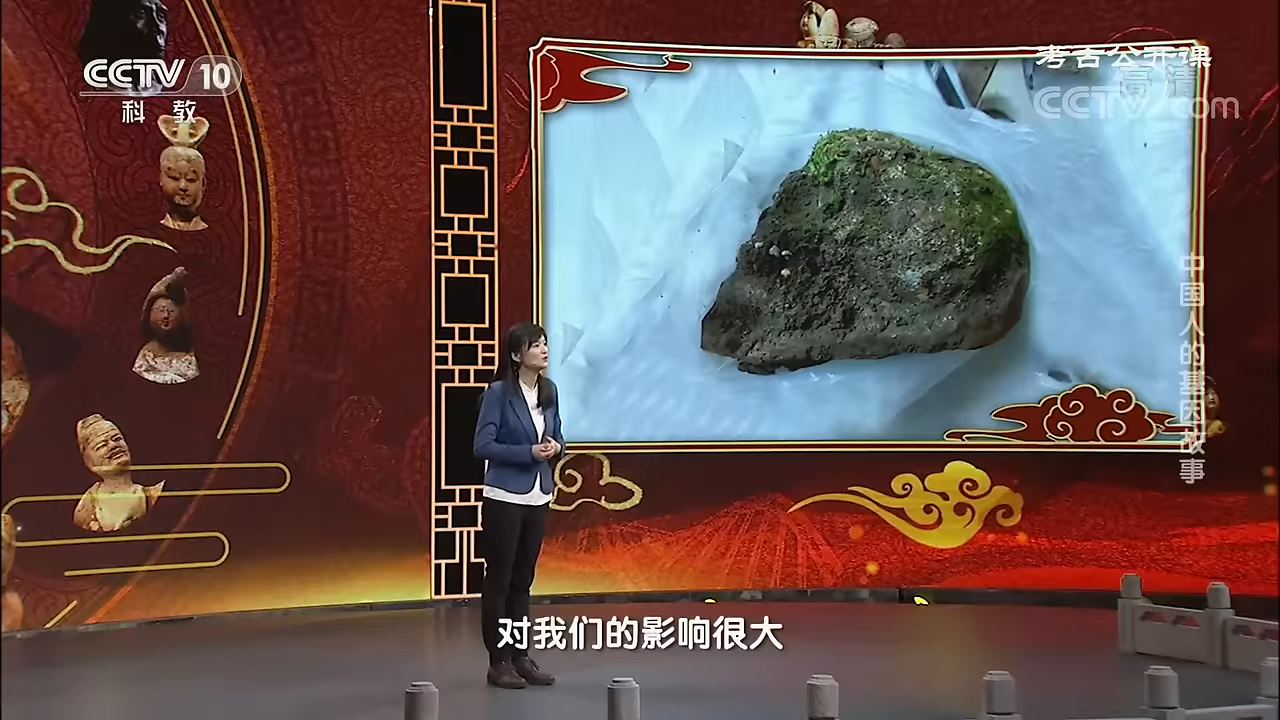 CCTV 10
科 教
考古公开课
高清
CCTV.com
中国人的基因故事
对我们的影响很大